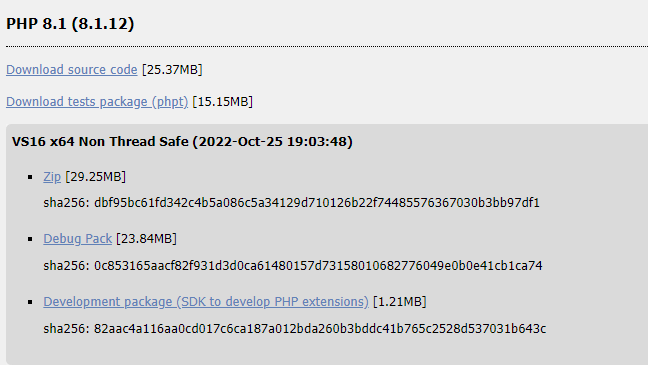 PHP 8.1 (8.1.12)
Download source code [25.37MB]
Download tests package (phpt) [15.15MB]
VS16 x64 Non Thread Safe (2022-Oct-25 19:03:48)
Zip [29.25MB]
sha256: dbf95bc61fd342c4b5a086c5a34129d710126b22f74485576367030b3bb97df1
Debug Pack [23.84MB]
sha256: 0c853165aacf82f931d3d0ca61480157d73158010682776049e0b0e41cb1ca74
Development package (SDK to develop PHP extensions) [1.21MB]
sha256: 82aac4a116aa0cd017c6ca187a012bda260b3bddc41b765c2528d537031b643c